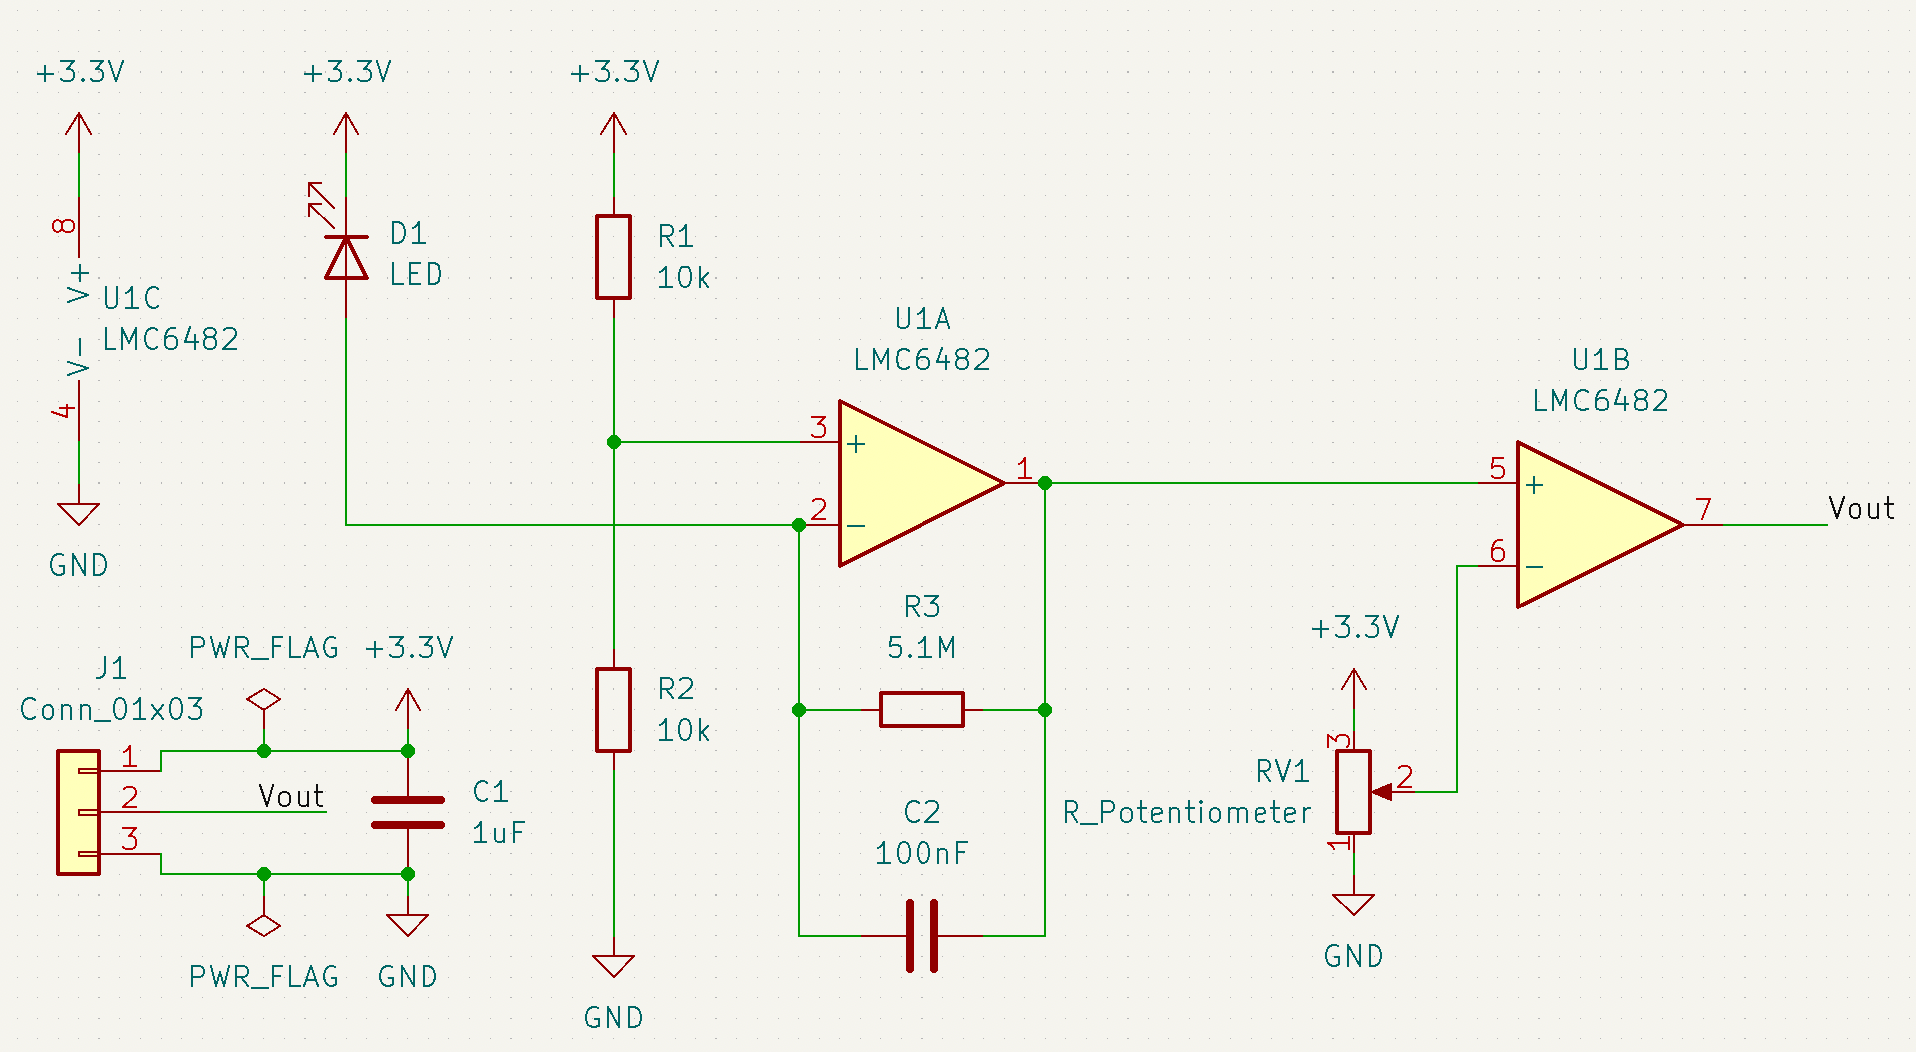 +3.3V
+3.3V
+3.3V
8
V+
U1C
LMC6482
V-
4
GND
D1
LED
R1
10k
U1A
LMC6482
3
+
2
-
1
U1B
LMC6482
5
+
6
-
7
Vout
R3
5.1M
R2
10k
GND
C2
100nF
+3.3V
3
RV1
R_Potentiometer
2
1
GND
J1
Conn_01x03
PWR_FLAG
+3.3V
1
2
Vout
3
C1
1uF
PWR_FLAG
GND